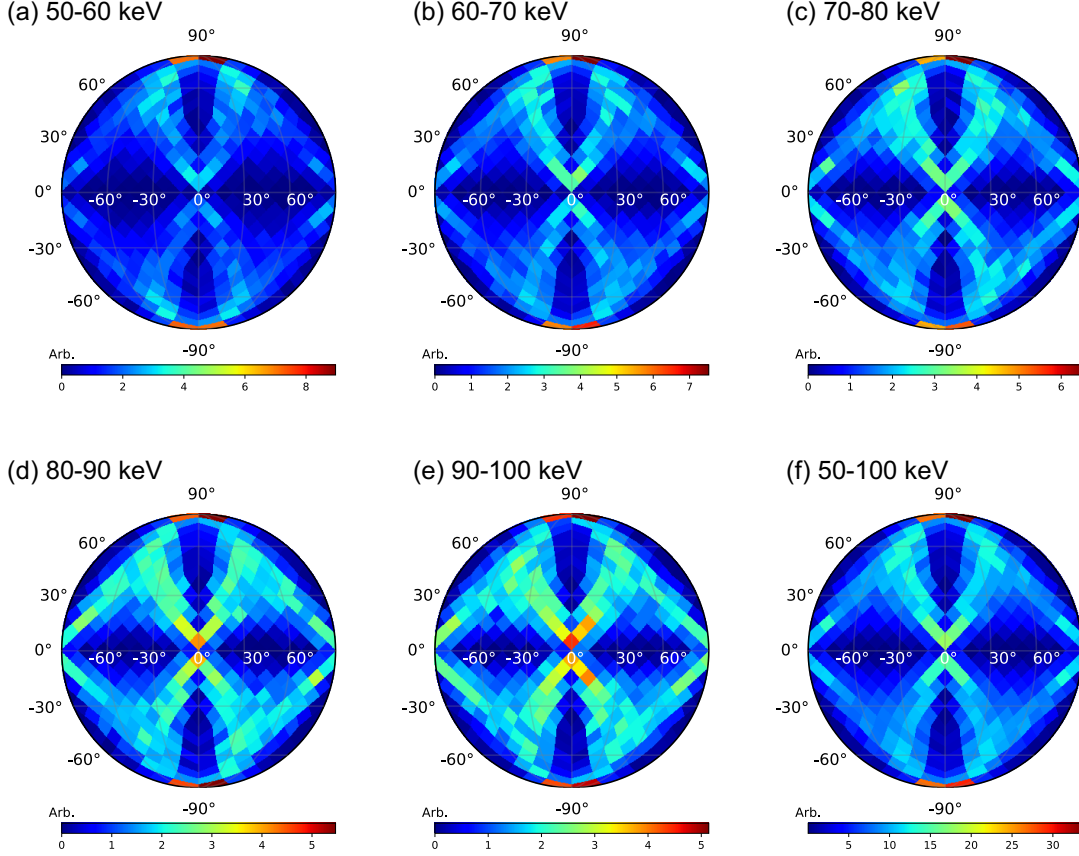 (a) 50-60 keV
(b) 60-70 keV
(c) 70-80 keV
90° 90° 90°
60° 60° 60°
30° 30° 30°
0° -60° -30° 0° 30° 60° 0° -60° -30° 0° 30° 60° 0° -60° -30° 0° 30° 60°
-30° -30° -30°
-60° -60° -60°
-90° -90° -90°
Arb. Arb. Arb.
0 2 4 6 8 0 1 2 3 4 5 6 7 0 1 2 3 4 5 6
(d) 80-90 keV
(e) 90-100 keV
(f) 50-100 keV
90° 90° 90°
60° 60° 60°
30° 30° 30°
0° -60° -30° 0° 30° 60° 0° -60° -30° 0° 30° 60° 0° -60° -30° 0° 30° 60°
-30° -30° -30°
-60° -60° -60°
-90° -90° -90°
Arb. Arb. Arb.
0 1 2 3 4 5 0 1 2 3 4 5 5 10 15 20 25 30